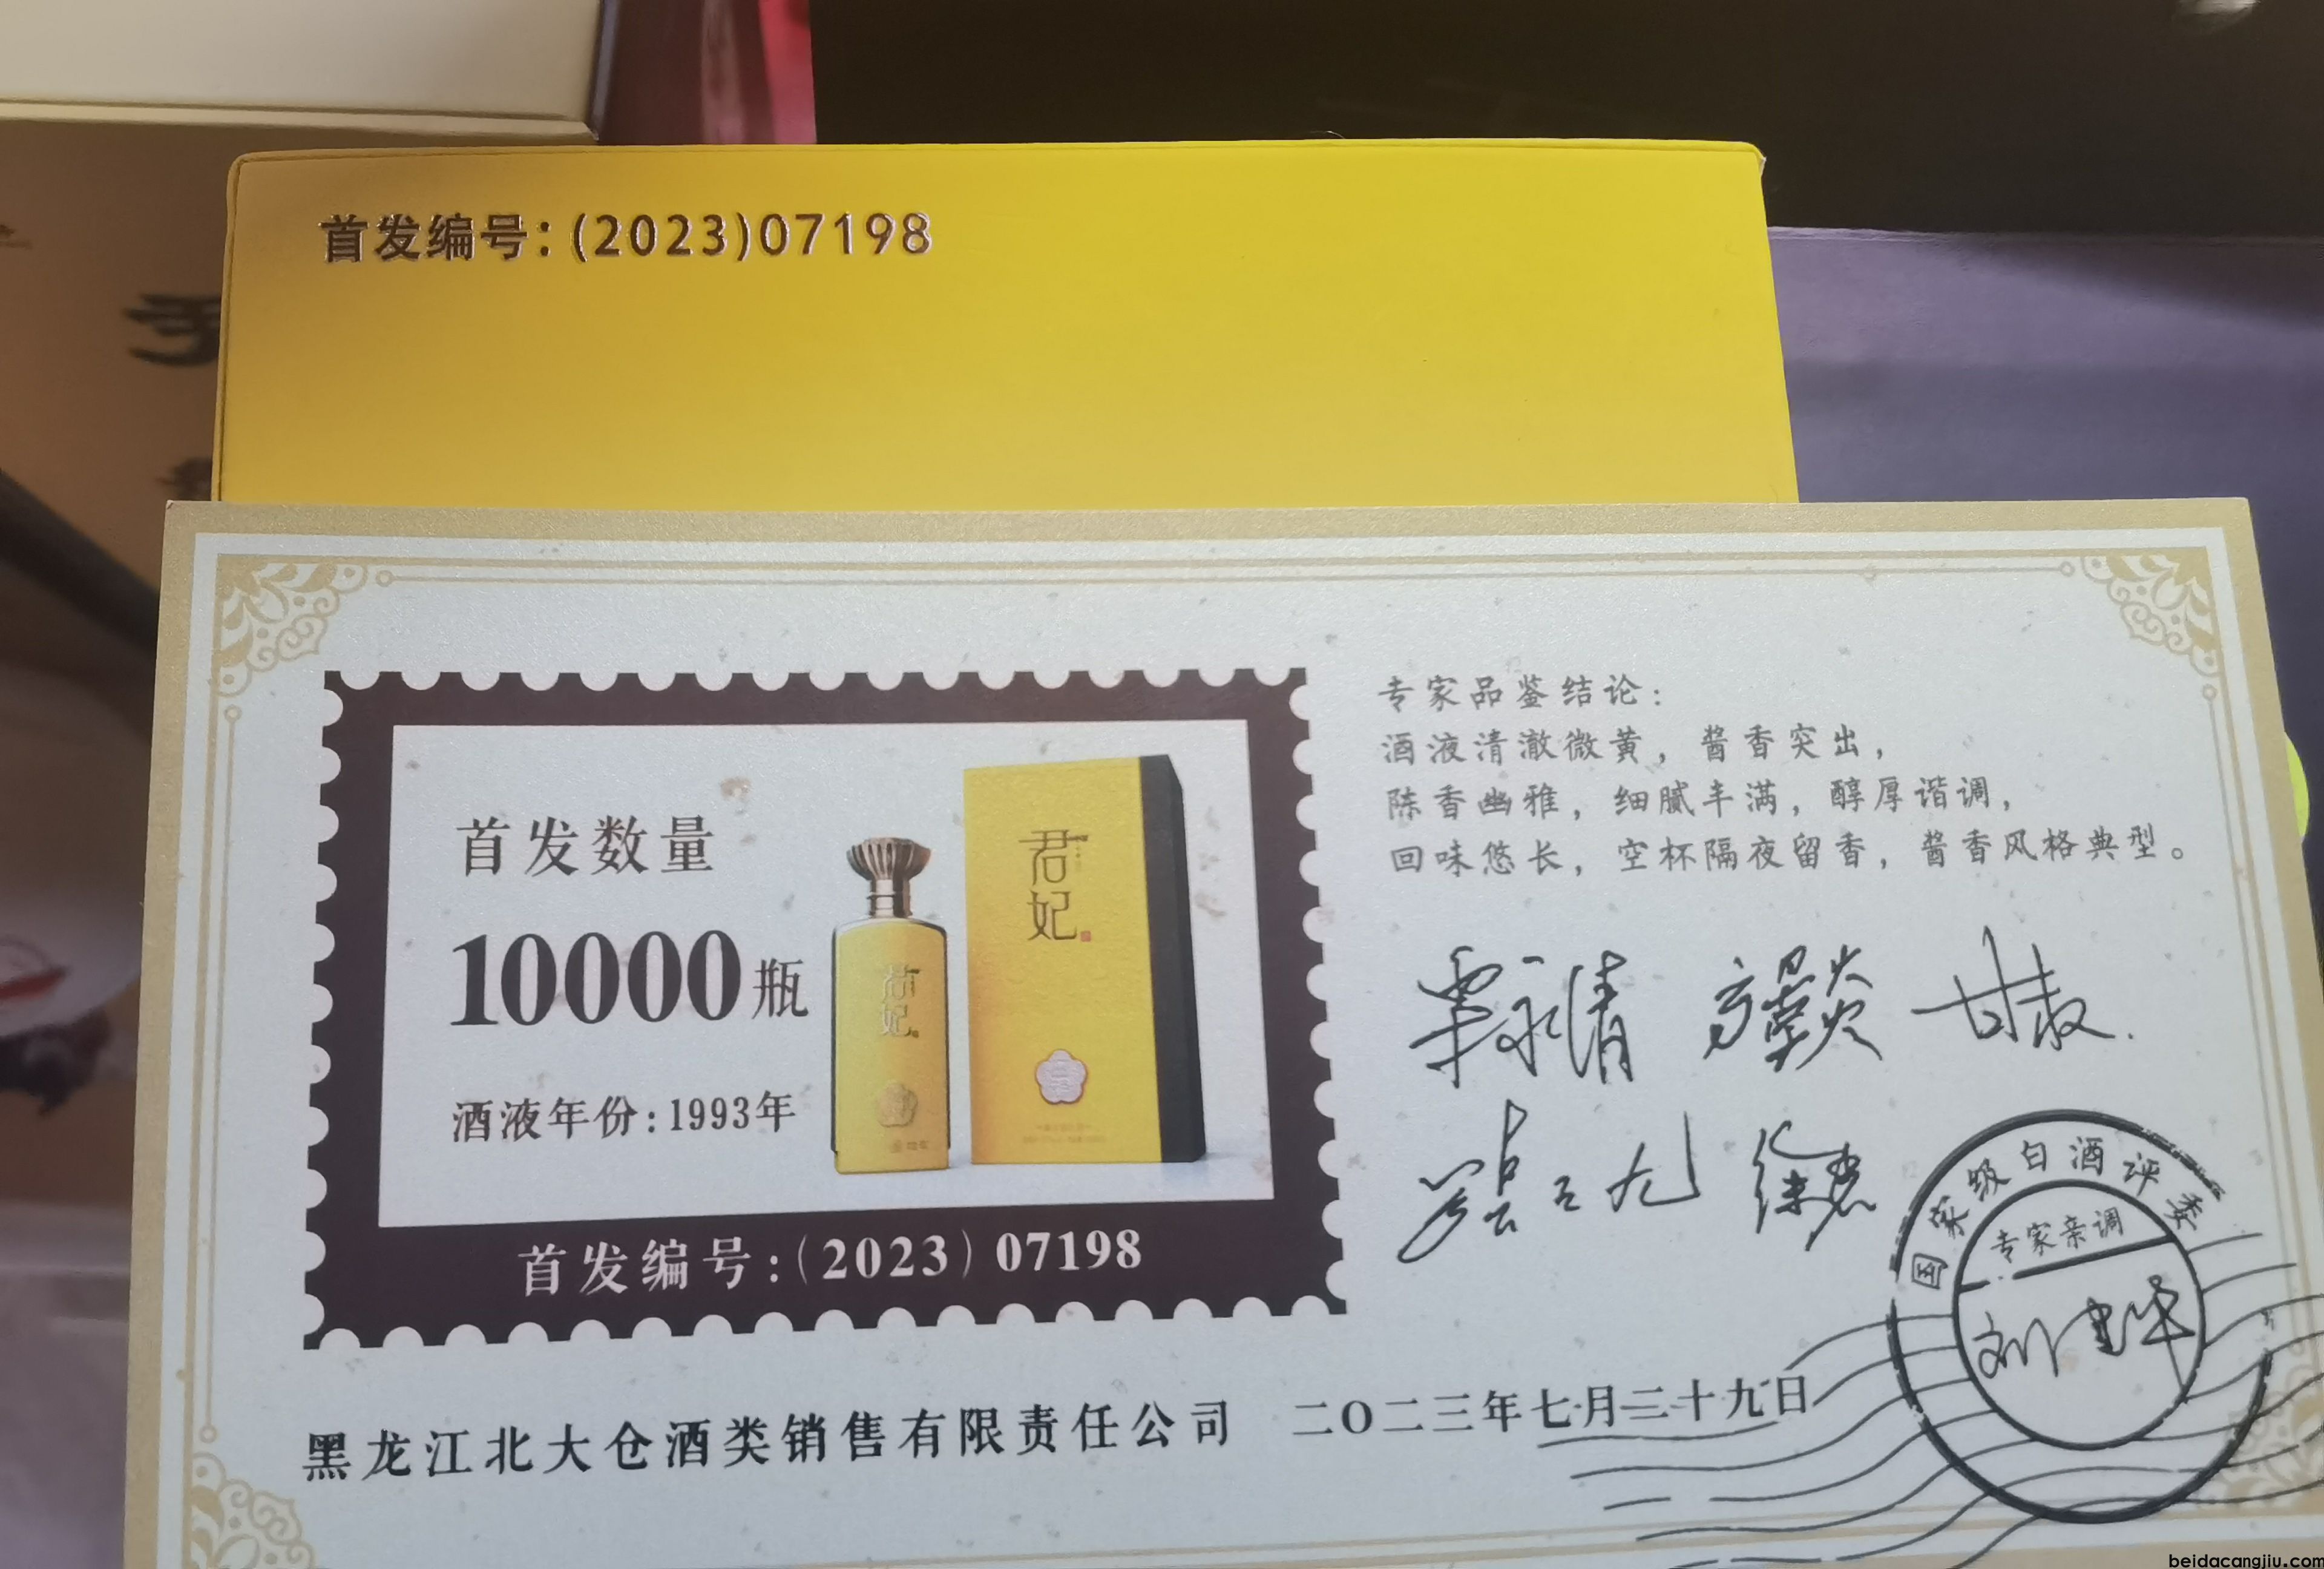 首发编号：(2023)07198
专家品鉴结论：
酒液清澈微黄，酱香突出，
陈香幽雅，细腻丰满，醇厚谐调，
回味悠长，空杯隔夜留香，酱香风格典型。
首发数量
10000瓶
酒液年份：1993年
君妃
君妃
首发编号：(2023) 07198
国家级白酒评委
专家亲调
黑龙江北大仓酒类销售有限责任公司 二〇二三年七月二十九日
beidacangjiu.com